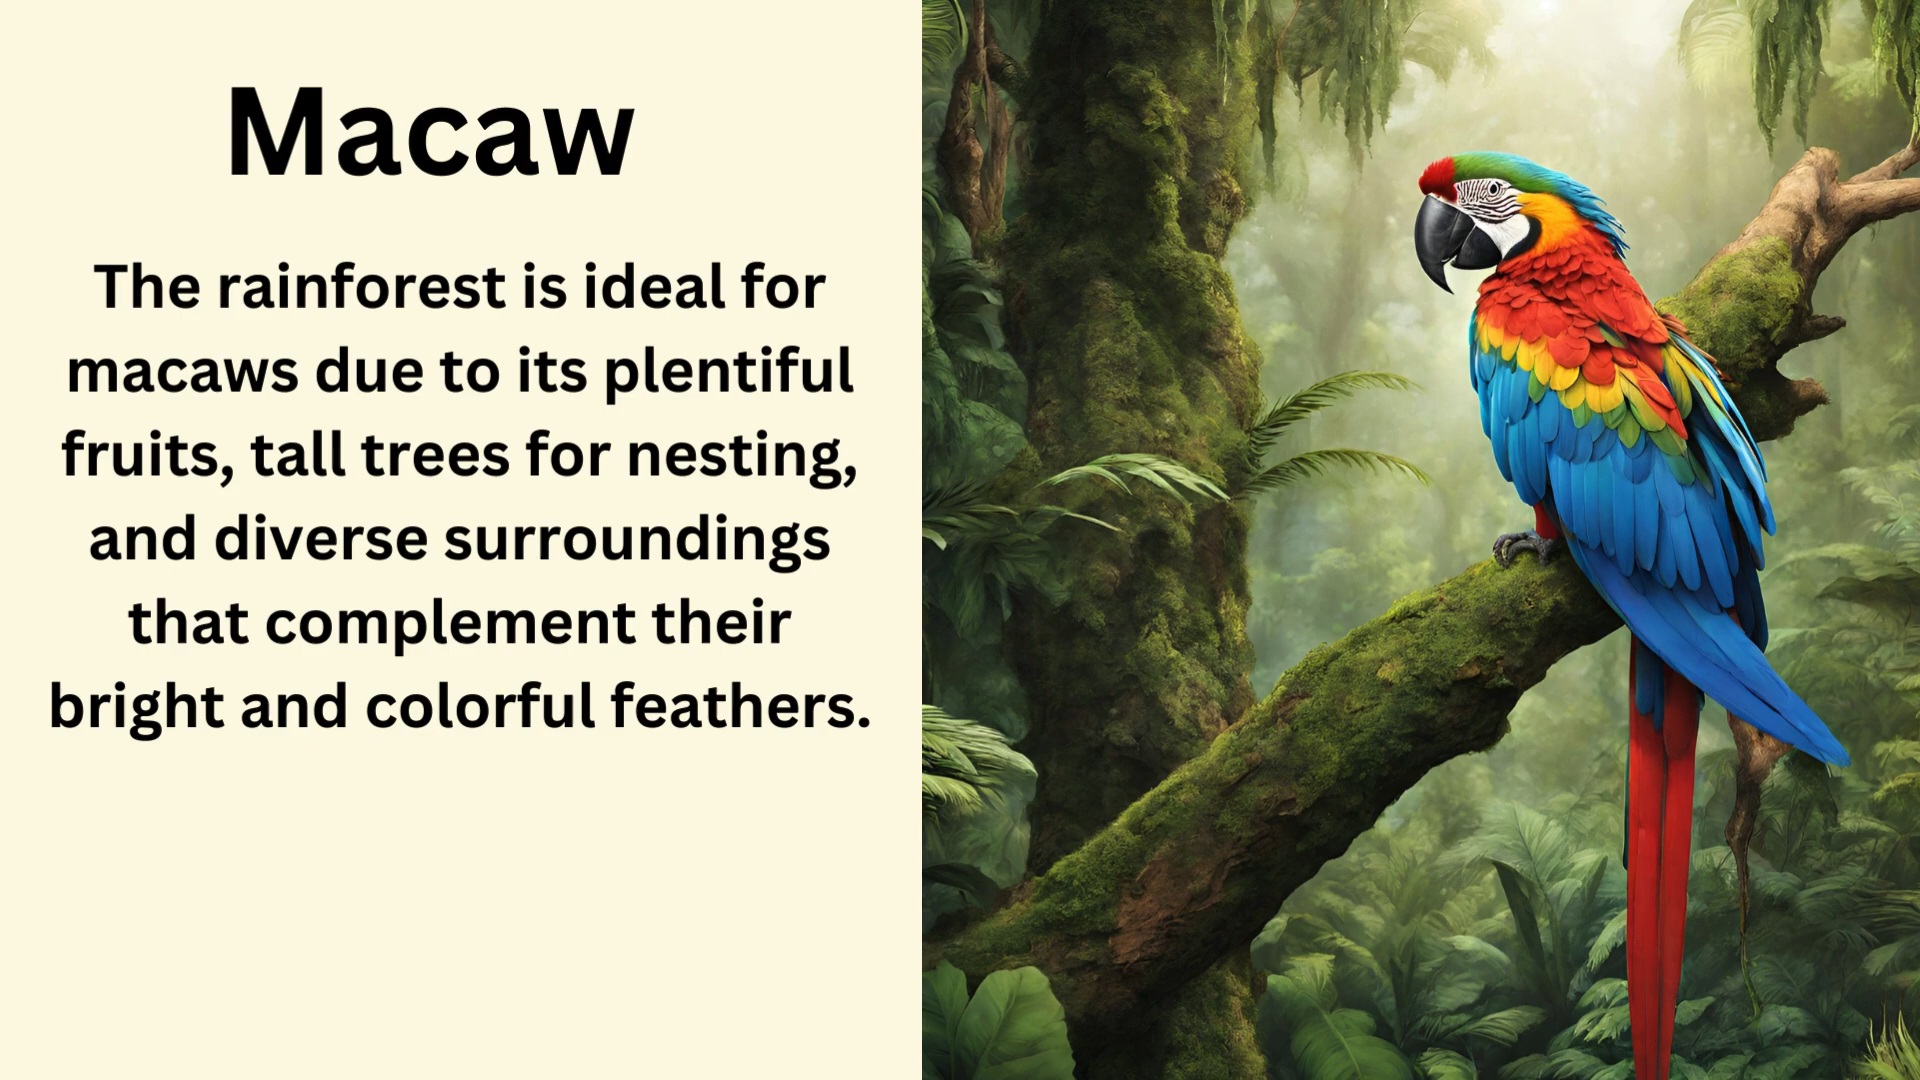 Macaw
The rainforest is ideal for
macaws due to its plentiful
fruits, tall trees for nesting,
and diverse surroundings
that complement their
bright and colorful feathers.